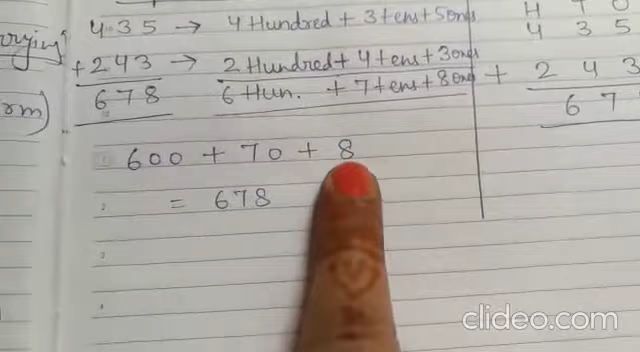 435 → 4 Hundred + 3 tens + 5 ones
+ 243 → 2 Hundred + 4 tens + 3 ones
678 6 Hun. + 7 tens + 8 ones
600 + 70 + 8
= 678
H T O
4 3 5
+ 2 4 3
6 7
clideo.com